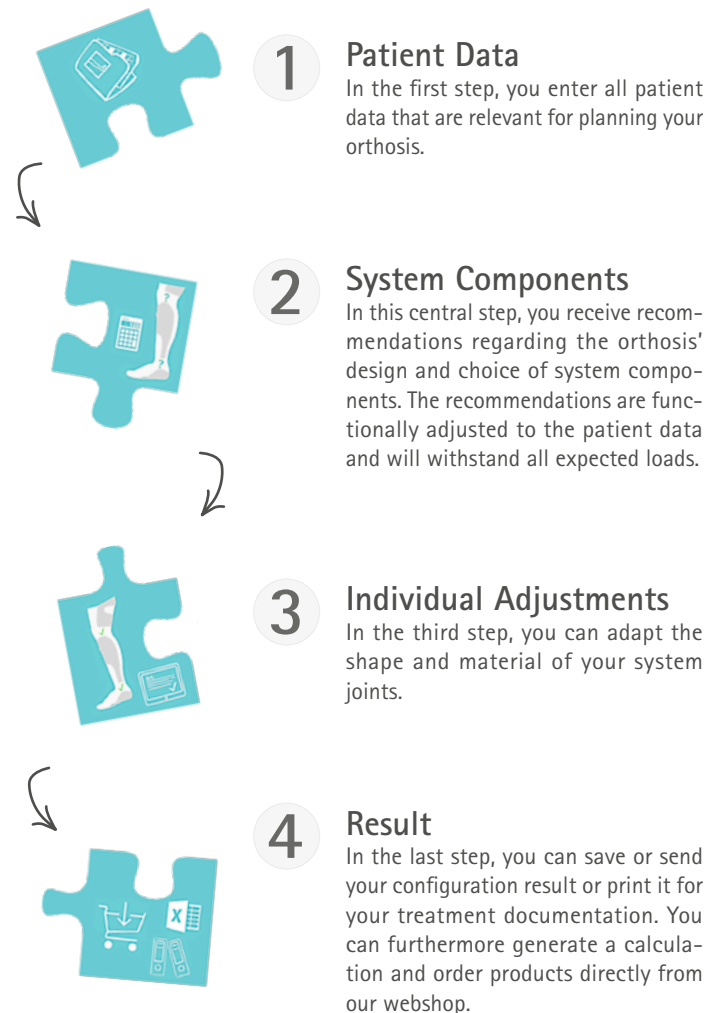 1
Patient Data
In the first step, you enter all patient
data that are relevant for planning your
orthosis.
2
System Components
In this central step, you receive recom-
mendations regarding the orthosis'
design and choice of system compo-
nents. The recommendations are func-
tionally adjusted to the patient data
and will withstand all expected loads.
? 
?
3
Individual Adjustments
In the third step, you can adapt the
shape and material of your system
joints.
4
Result
In the last step, you can save or send
your configuration result or print it for
your treatment documentation. You
can furthermore generate a calcula-
tion and order products directly from
our webshop.
X